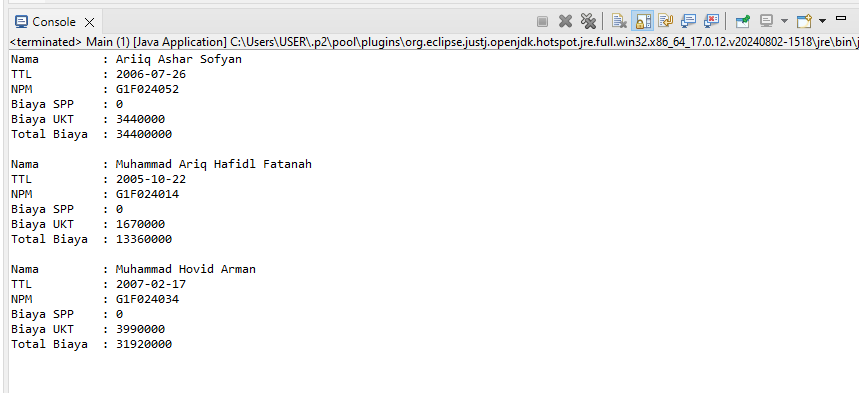 Console
<terminated> Main (1) [Java Application] C:\Users\USER\.p2\pool\plugins\org.eclipse.justj.openjdk.hotspot.jre.full.win32.x86_64_17.0.12.v20240802-1518\jre\bin\j
Nama : Ariiq Ashar Sofyan
TTL : 2006-07-26
NPM : G1F024052
Biaya SPP : 0
Biaya UKT : 3440000
Total Biaya : 34400000
Nama : Muhammad Ariq Hafidl Fatanah
TTL : 2005-10-22
NPM : G1F024014
Biaya SPP : 0
Biaya UKT : 1670000
Total Biaya : 13360000
Nama : Muhammad Hovid Arman
TTL : 2007-02-17
NPM : G1F024034
Biaya SPP : 0
Biaya UKT : 3990000
Total Biaya : 31920000